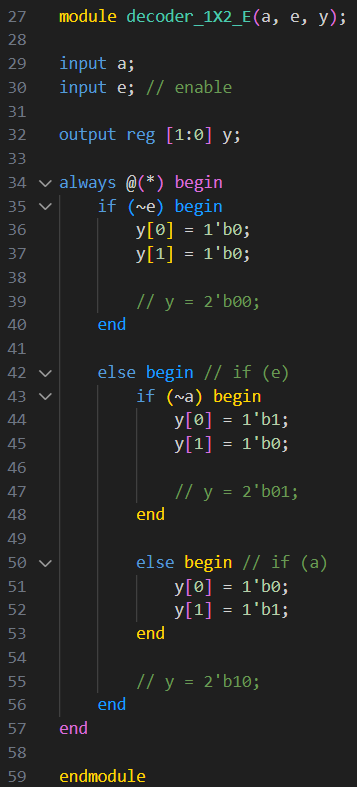 27 module decoder_1X2_E(a, e, y);
28
29 input a;
30 input e; // enable
31
32 output reg [1:0] y;
33
34 always @(*) begin
35     if (~e) begin
36         y[0] = 1'b0;
37         y[1] = 1'b0;
38
39         // y = 2'b00;
40     end
41
42     else begin // if (e)
43         if (~a) begin
44             y[0] = 1'b1;
45             y[1] = 1'b0;
46
47             // y = 2'b01;
48         end
49
50         else begin // if (a)
51             y[0] = 1'b0;
52             y[1] = 1'b1;
53         end
54
55         // y = 2'b10;
56     end
57 end
58
59 endmodule